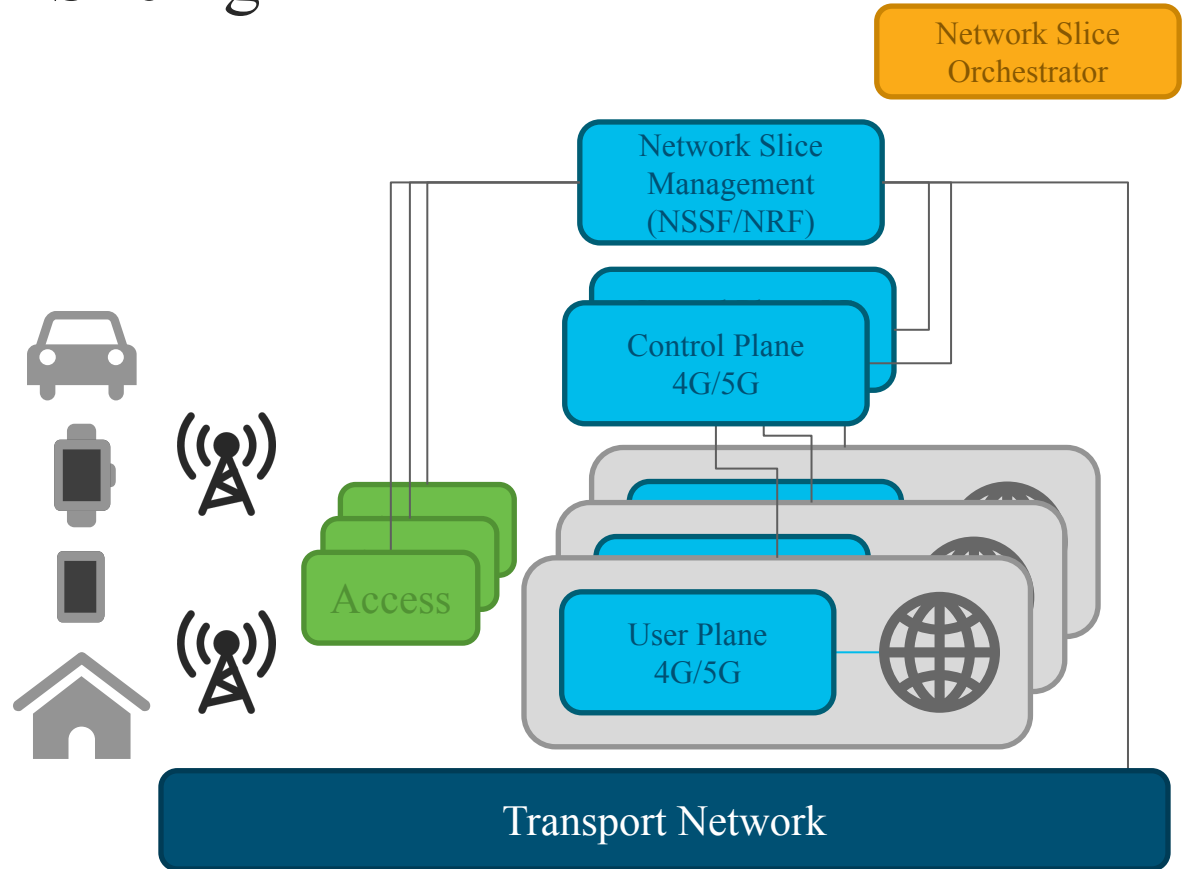 Network Slice
Orchestrator
Network Slice
Management
(NSSF/NRF)
Control Plane
4G/5G
Access
User Plane
4G/5G
Transport Network